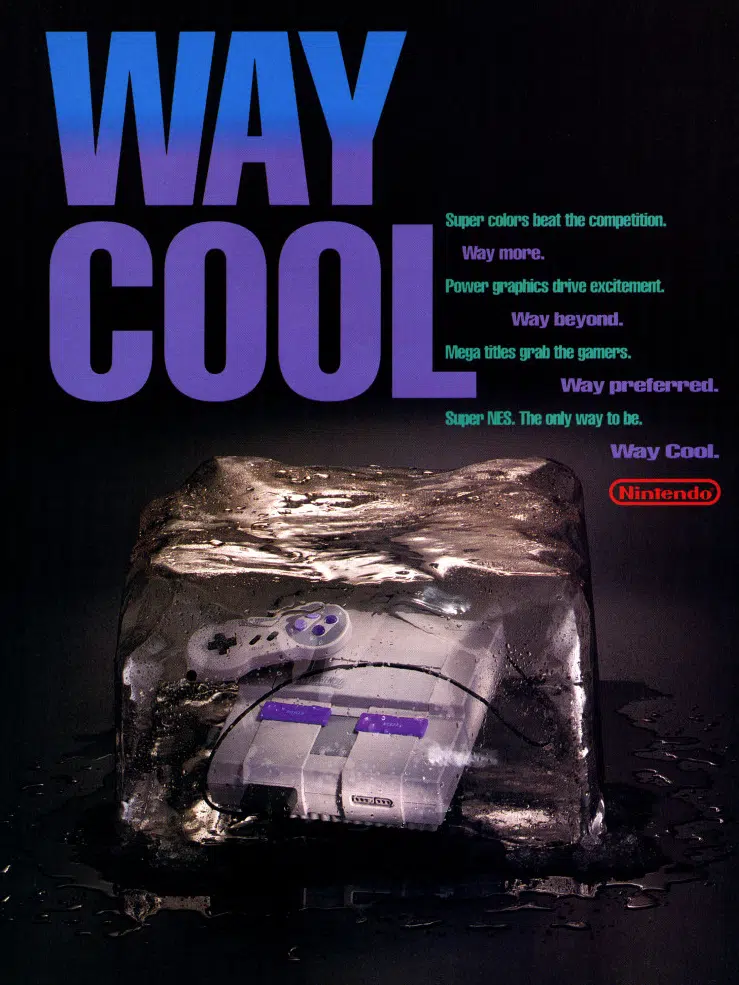 WAY
COOL
Super colors beat the competition.
Way more.
Power graphics drive excitement.
Way beyond.
Mega titles grab the gamers.
Way preferred.
Super NES. The only way to be.
Way Cool.
Nintendo